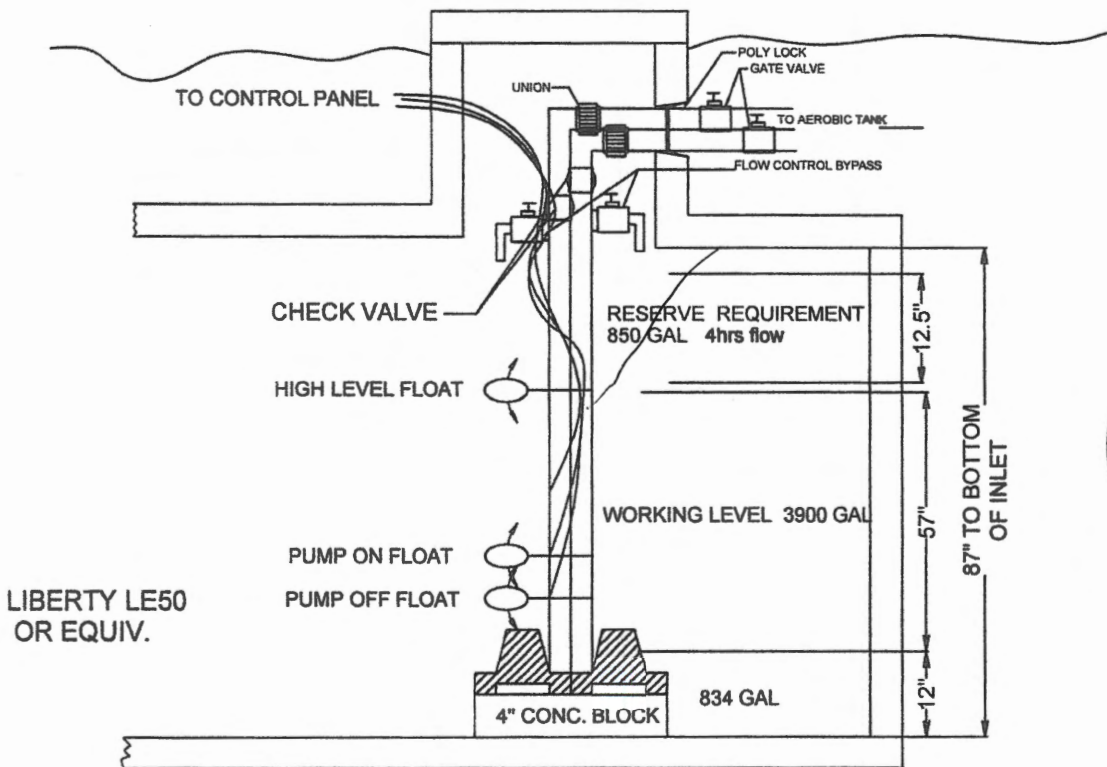 POLY LOCK
GATE VALVE
UNION
TO CONTROL PANEL
TO AEROBIC TANK
FLOW CONTROL BYPASS
CHECK VALVE
RESERVE REQUIREMENT
850 GAL 4hrs flow
12.5"
HIGH LEVEL FLOAT
87" TO BOTTOM
OF INLET
57"
WORKING LEVEL 3900 GAL
PUMP ON FLOAT
PUMP OFF FLOAT
LIBERTY LE50
OR EQUIV.
834 GAL
12"
4" CONC. BLOCK